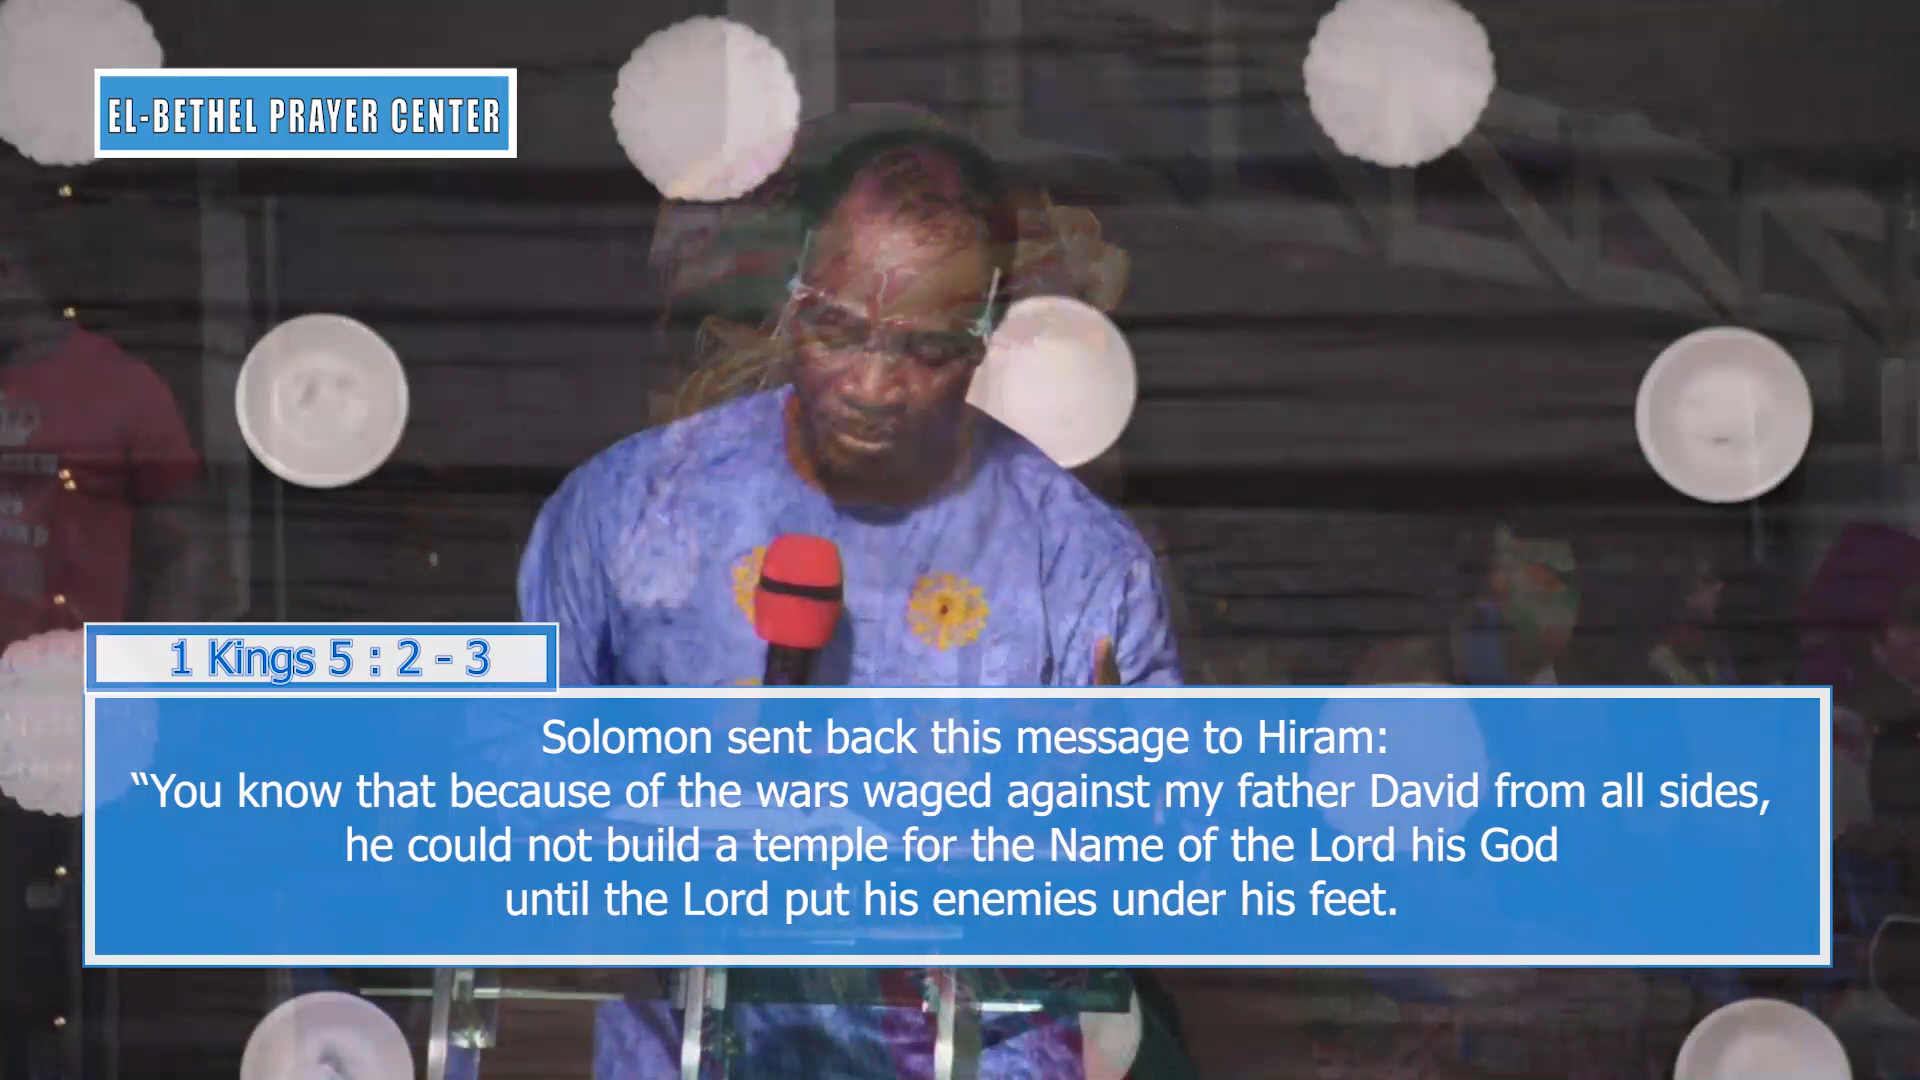 EL-BETHEL PRAYER CENTER
1 Kings 5 : 2 - 3
Solomon sent back this message to Hiram:
“You know that because of the wars waged against my father David from all sides,
he could not build a temple for the Name of the Lord his God
until the Lord put his enemies under his feet.